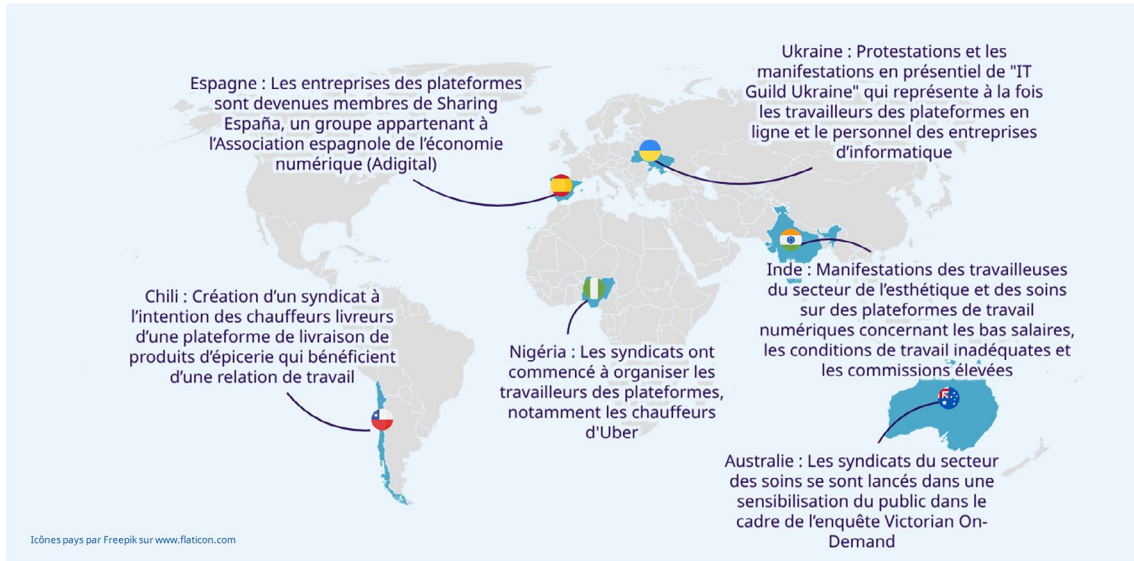 Espagne : Les entreprises des plateformes
sont devenues membres de Sharing
España, un groupe appartenant à
l’Association espagnole de l’économie
numérique (Adigital)
Ukraine : Protestations et les
manifestations en présentiel de "IT
Guild Ukraine" qui représente à la fois
les travailleurs des plateformes en
ligne et le personnel des entreprises
d’informatique
Chili : Création d’un syndicat à
l’intention des chauffeurs livreurs
d’une plateforme de livraison de
produits d’épicerie qui bénéficient
d’une relation de travail
Nigéria : Les syndicats ont
commencé à organiser les
travailleurs des plateformes,
notamment les chauffeurs
d'Uber
Inde : Manifestations des travailleuses
du secteur de l’esthétique et des soins
sur des plateformes de travail
numériques concernant les bas salaires,
les conditions de travail inadéquates et
les commissions élevées
Australie : Les syndicats du secteur
des soins se sont lancés dans une
sensibilisation du public dans le
cadre de l’enquête Victorian On-
Demand
Icônes pays par Freepik sur www.flaticon.com